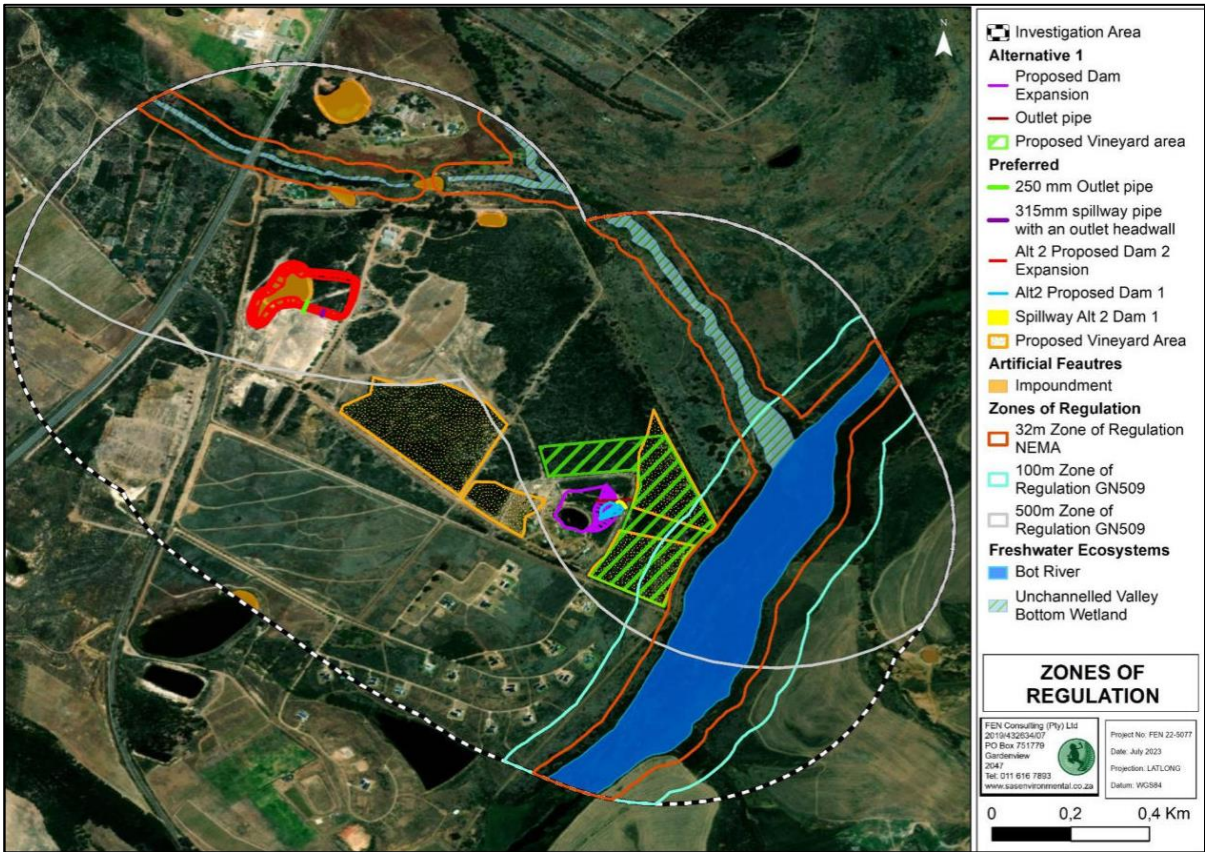 N
Investigation Area
Alternative 1
Proposed Dam
Expansion
Outlet pipe
Proposed Vineyard area
Preferred
250 mm Outlet pipe
315mm spillway pipe
with an outlet headwall
Alt 2 Proposed Dam 2
Expansion
Alt2 Proposed Dam 1
Spillway Alt 2 Dam 1
Proposed Vineyard Area
Artificial Feautres
Impoundment
Zones of Regulation
32m Zone of Regulation
NEMA
100m Zone of
Regulation GN509
500m Zone of
Regulation GN509
Freshwater Ecosystems
Bot River
Unchannelled Valley
Bottom Wetland
ZONES OF
REGULATION
FEN Consulting (Pty) Ltd
2019/432634/07
PO Box 751779
Gardenview
2047
Tel: 011 616 7893
www.sasenvironmental.co.za
Project No: FEN 22-5077
Date: July 2023
Projection: LATLONG
Datum: WGS84
0 0,2 0,4 Km